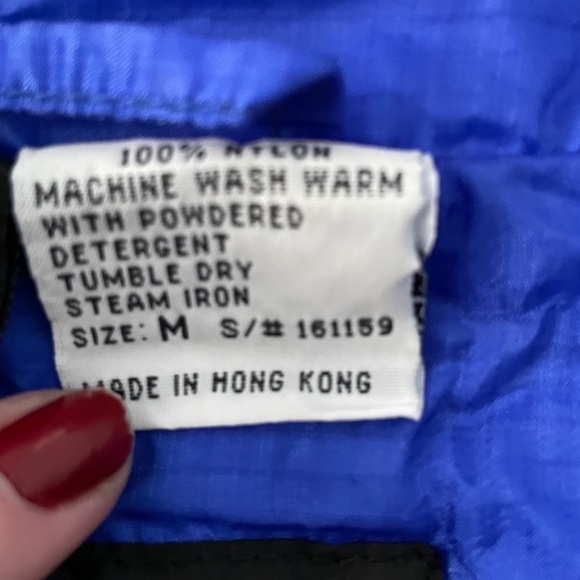 100% NYLON
MACHINE WASH WARM
WITH POWDERED
DETERGENT
TUMBLE DRY
STEAM IRON
SIZE: M S/# 161159
MADE IN HONG KONG